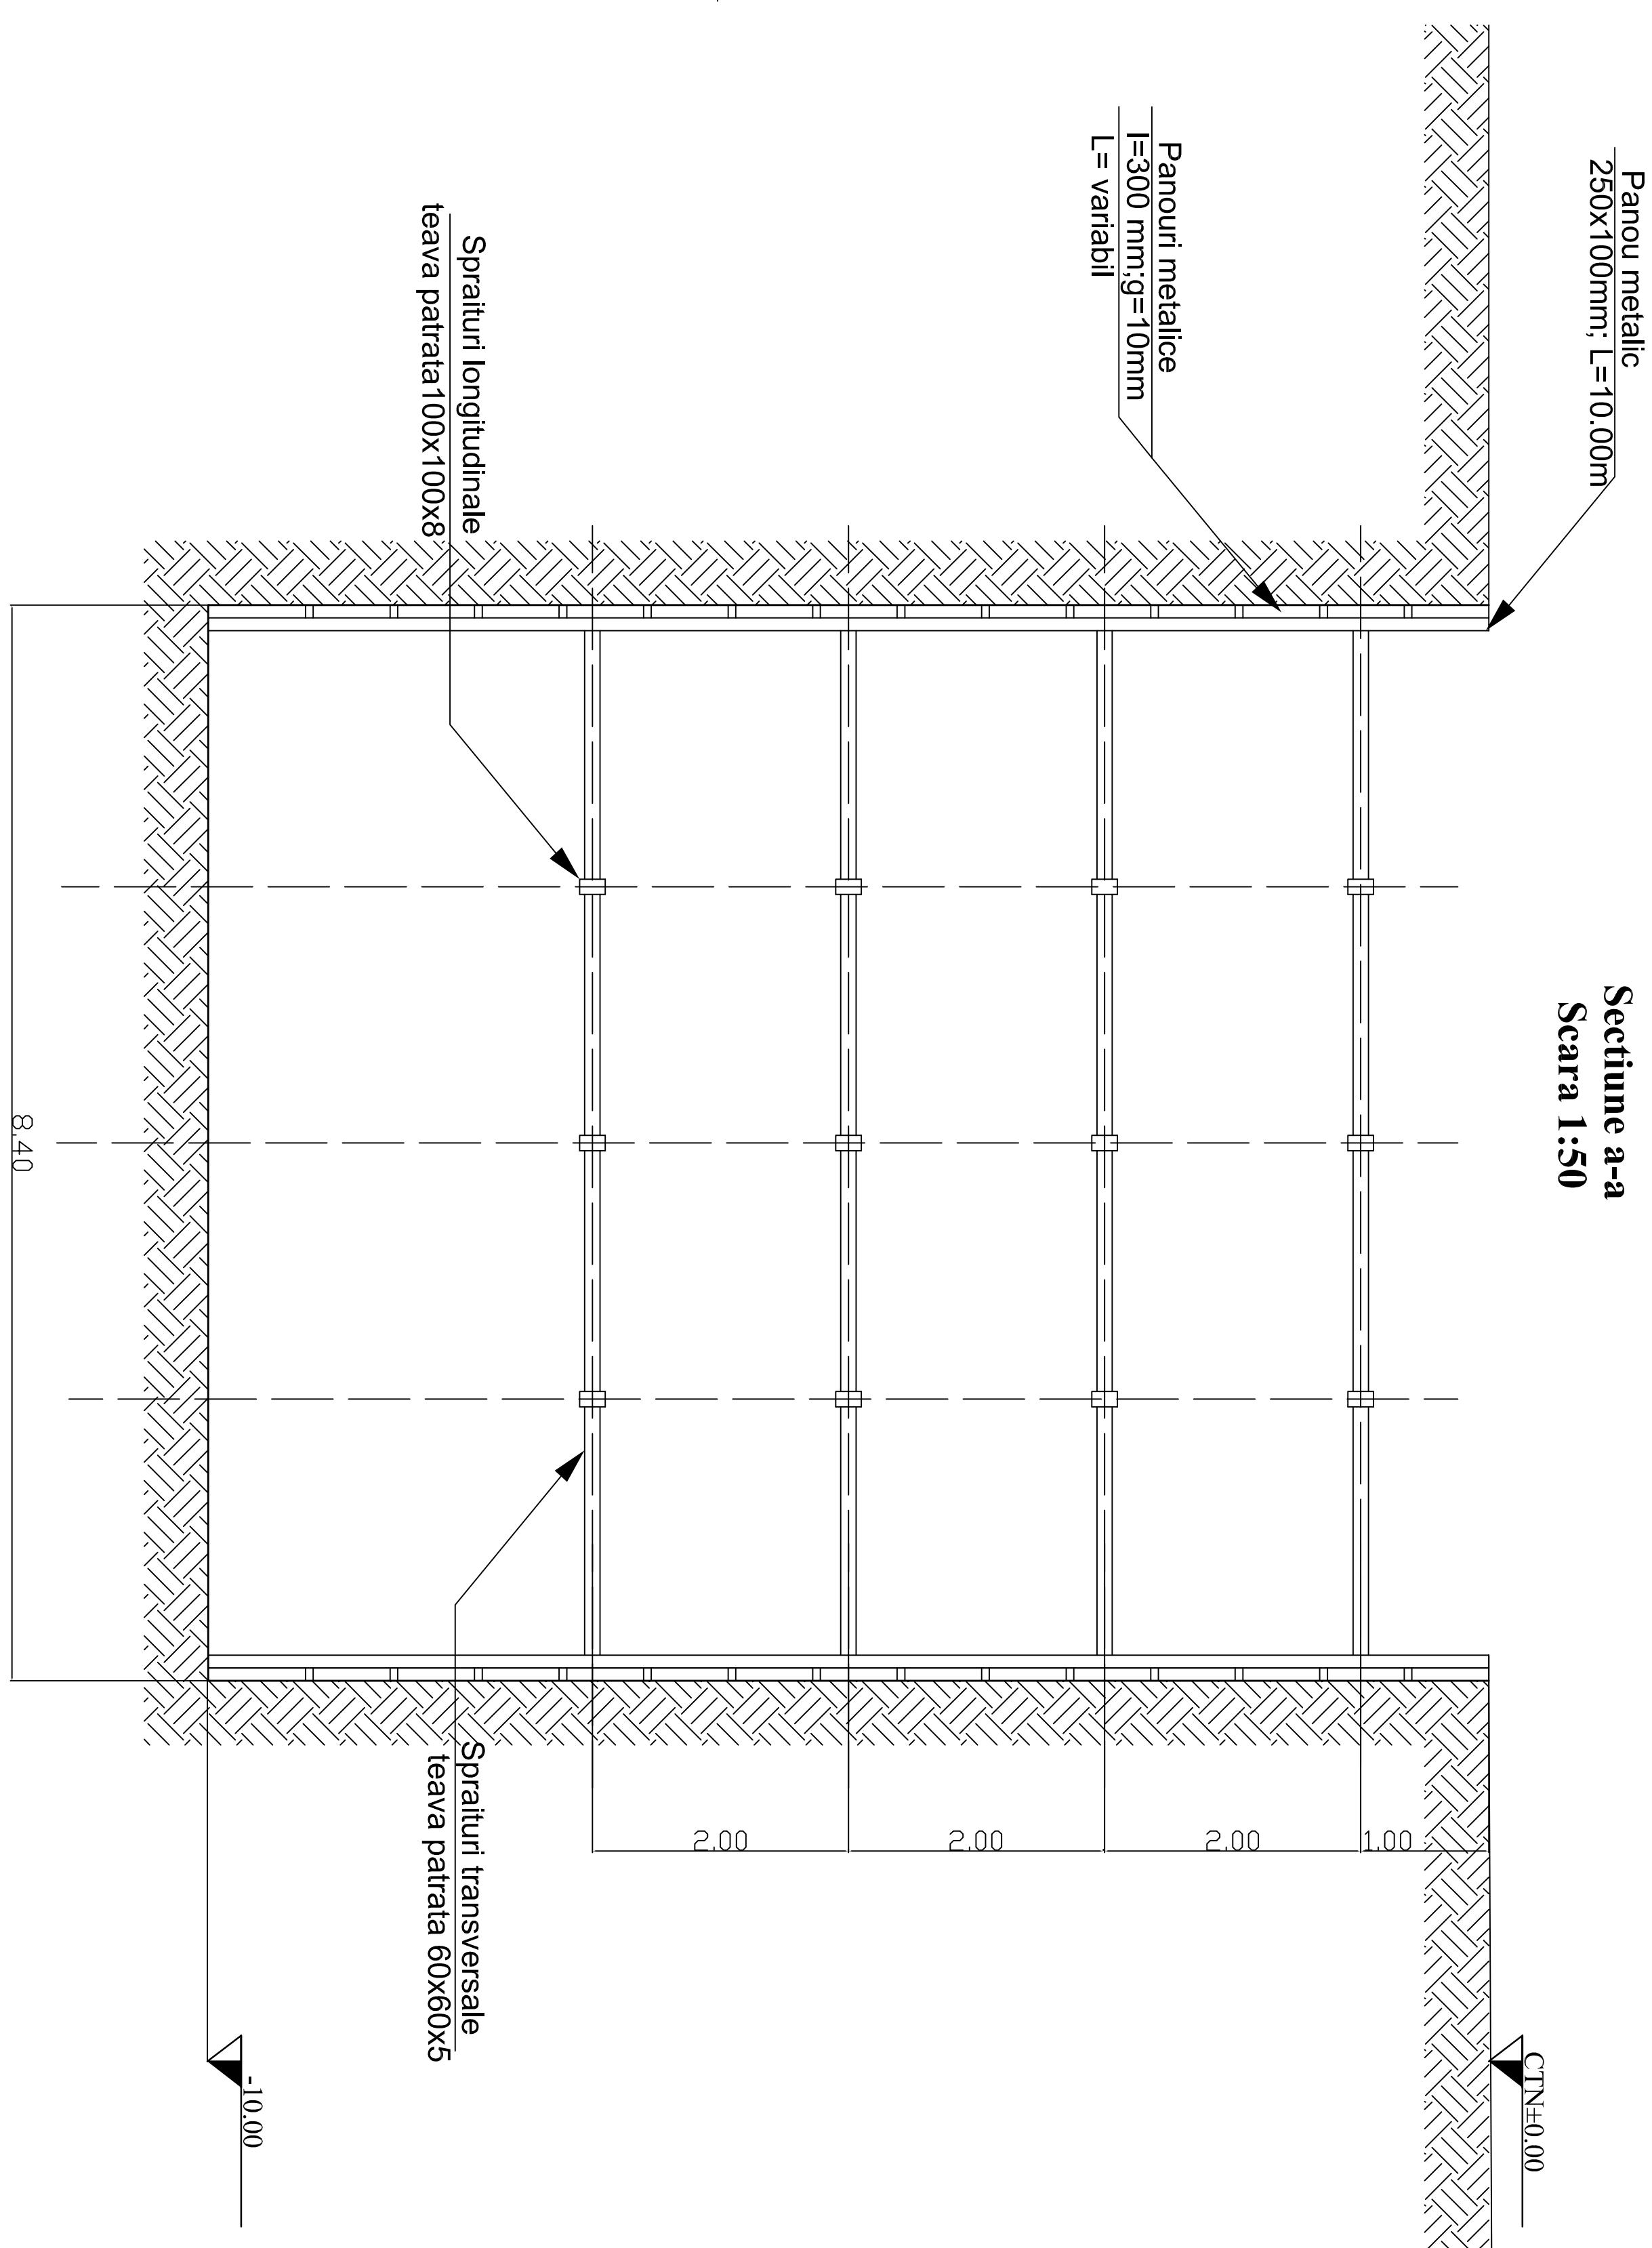 Sectiune a-a
Scara 1:50
Panou metalic
250x100mm; L=10.00m
Panouri metalice
l=300 mm;g=10mm
L= variabil
Spraituri longitudinale
teava patrata100x100x8
Spraituri transversale
teava patrata 60x60x5
CTN±0.00
1.00
2.00
2.00
2.00
-10.00
8.40